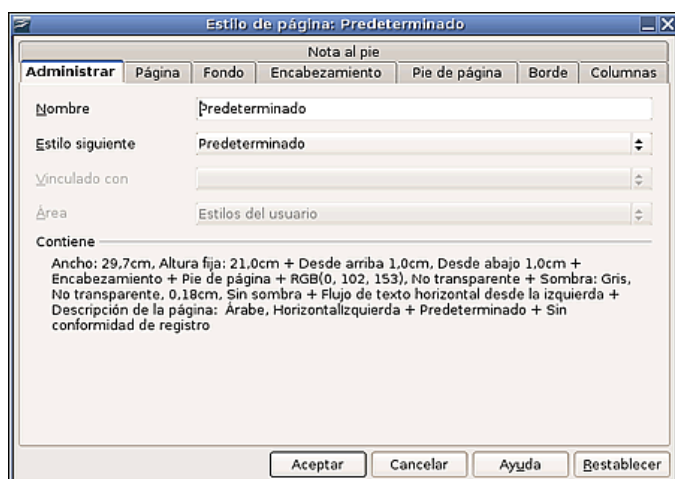 Estilo de página: Predeterminado
Nota al pie
Administrar Página Fondo Encabezamiento Pie de página Borde Columnas
Nombre Predeterminado
Estilo siguiente Predeterminado
Vinculado con
Área Estilos del usuario
Contiene
Ancho: 29,7cm, Altura fija: 21,0cm + Desde arriba 1,0cm, Desde abajo 1,0cm +
Encabezamiento + Pie de página + RGB(0, 102, 153), No transparente + Sombra: Gris,
No transparente, 0,18cm, Sin sombra + Flujo de texto horizontal desde la izquierda +
Descripción de la página: Árabe, HorizontalIzquierda + Predeterminado + Sin
conformidad de registro
Aceptar Cancelar Ayuda Restablecer